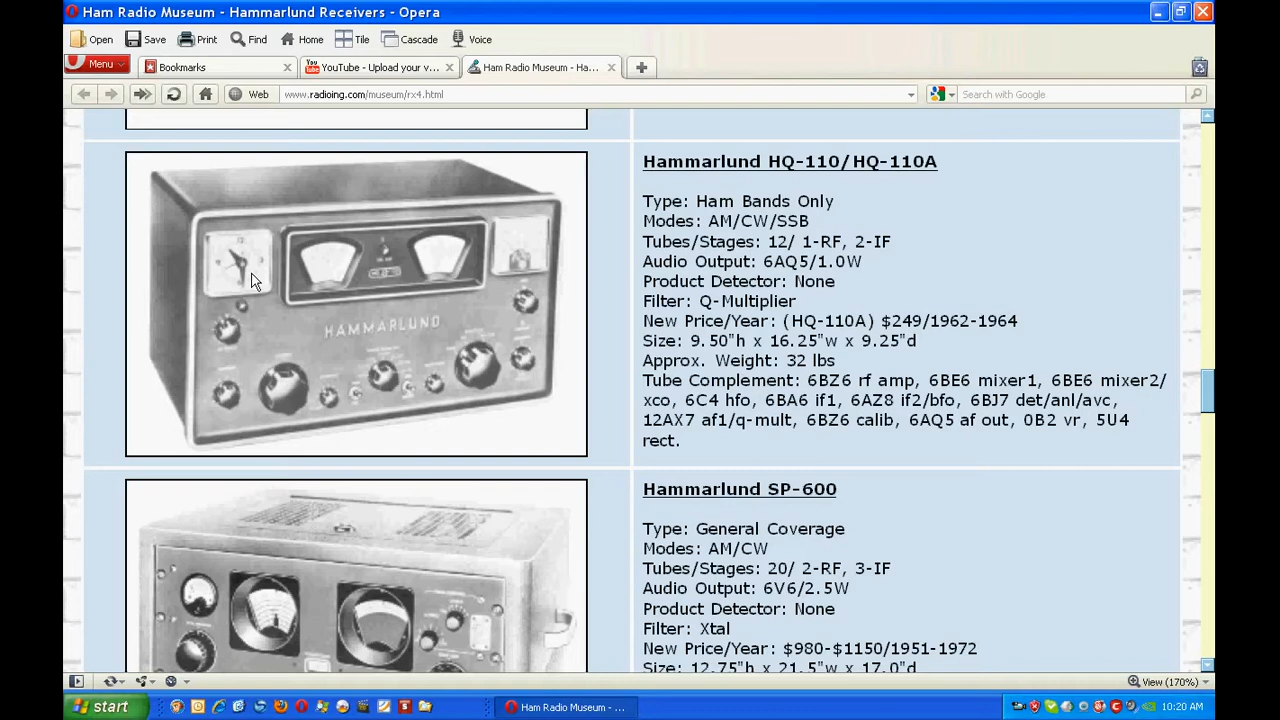 Ham Radio Museum - Hammarlund Receivers - Opera
Open Save Print Find Home Tile Cascade Voice
Menu Bookmarks YouTube - Upload your v... Ham Radio Museum - Ha...
Web www.radioing.com/museum/rx4.html Search with Google
Hammarlund HQ-110/HQ-110A
Type: Ham Bands Only
Modes: AM/CW/SSB
Tubes/Stages: 12/ 1-RF, 2-IF
Audio Output: 6AQ5/1.0W
Product Detector: None
Filter: Q-Multiplier
New Price/Year: (HQ-110A) $249/1962-1964
Size: 9.50"h x 16.25"w x 9.25"d
Approx. Weight: 32 lbs
Tube Complement: 6BZ6 rf amp, 6BE6 mixer1, 6BE6 mixer2/
xco, 6C4 hfo, 6BA6 if1, 6AZ8 if2/bfo, 6BJ7 det/anl/avc,
12AX7 af1/q-mult, 6BZ6 calib, 6AQ5 af out, 0B2 vr, 5U4
rect.
HAMMARLUND
Hammarlund SP-600
Type: General Coverage
Modes: AM/CW
Tubes/Stages: 20/ 2-RF, 3-IF
Audio Output: 6V6/2.5W
Product Detector: None
Filter: Xtal
New Price/Year: $980-$1150/1951-1972
Size: 12.75"h x 21.5"w x 17.0"d
View (170%)
start Ham Radio Museum - ... 10:20 AM